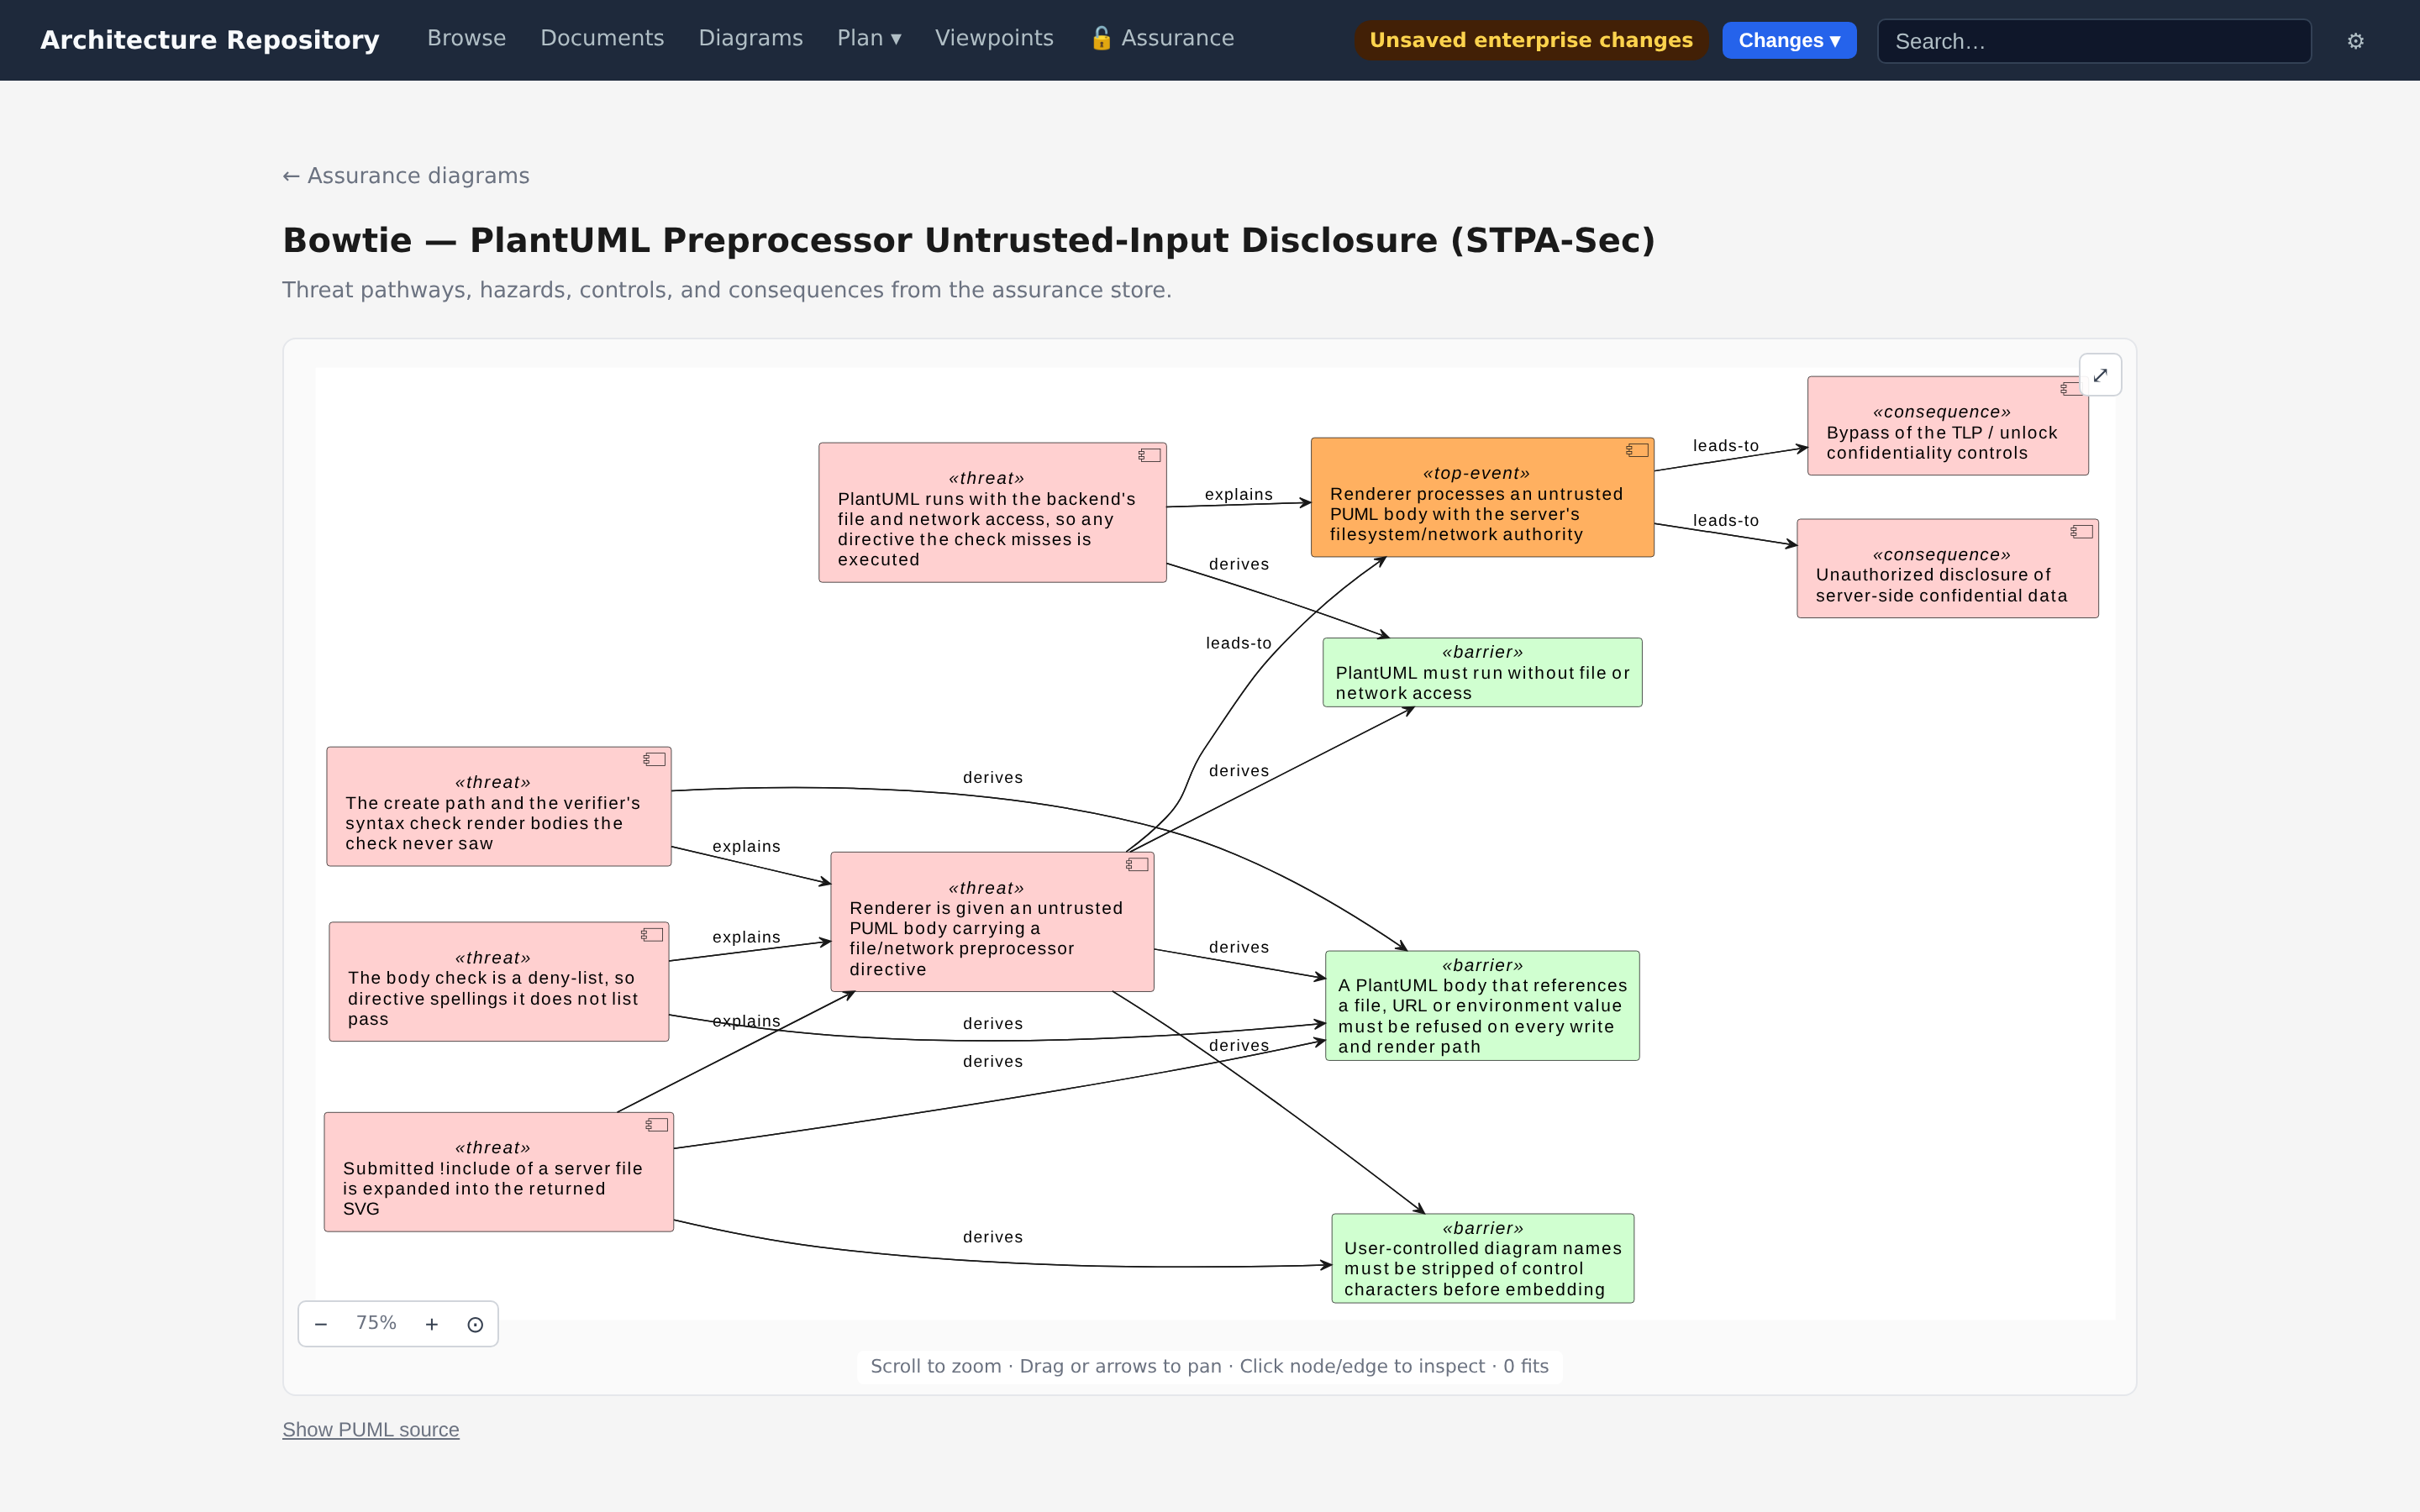 Architecture Repository
Browse
Documents
Diagrams
Plan ▾
Viewpoints
🔓 Assurance
Unsaved enterprise changes
Changes ▾
Search…
← Assurance diagrams
Bowtie — PlantUML Preprocessor Untrusted-Input Disclosure (STPA-Sec)
Threat pathways, hazards, controls, and consequences from the assurance store.
«consequence»
Bypass of the TLP / unlock
confidentiality controls
«threat»
PlantUML runs with the backend's
file and network access, so any
directive the check misses is
executed
explains
«top-event»
Renderer processes an untrusted
PUML body with the server's
filesystem/network authority
leads-to
leads-to
«consequence»
Unauthorized disclosure of
server-side confidential data
derives
leads-to
«barrier»
PlantUML must run without file or
network access
«threat»
The create path and the verifier's
syntax check render bodies the
check never saw
derives
derives
explains
«threat»
Renderer is given an untrusted
PUML body carrying a
file/network preprocessor
directive
«threat»
The body check is a deny-list, so
directive spellings it does not list
pass
explains
derives
«barrier»
A PlantUML body that references
a file, URL or environment value
must be refused on every write
and render path
explains
derives
derives
derives
«threat»
Submitted !include of a server file
is expanded into the returned
SVG
derives
«barrier»
User-controlled diagram names
must be stripped of control
characters before embedding
− 75% +
Scroll to zoom · Drag or arrows to pan · Click node/edge to inspect · 0 fits
Show PUML source